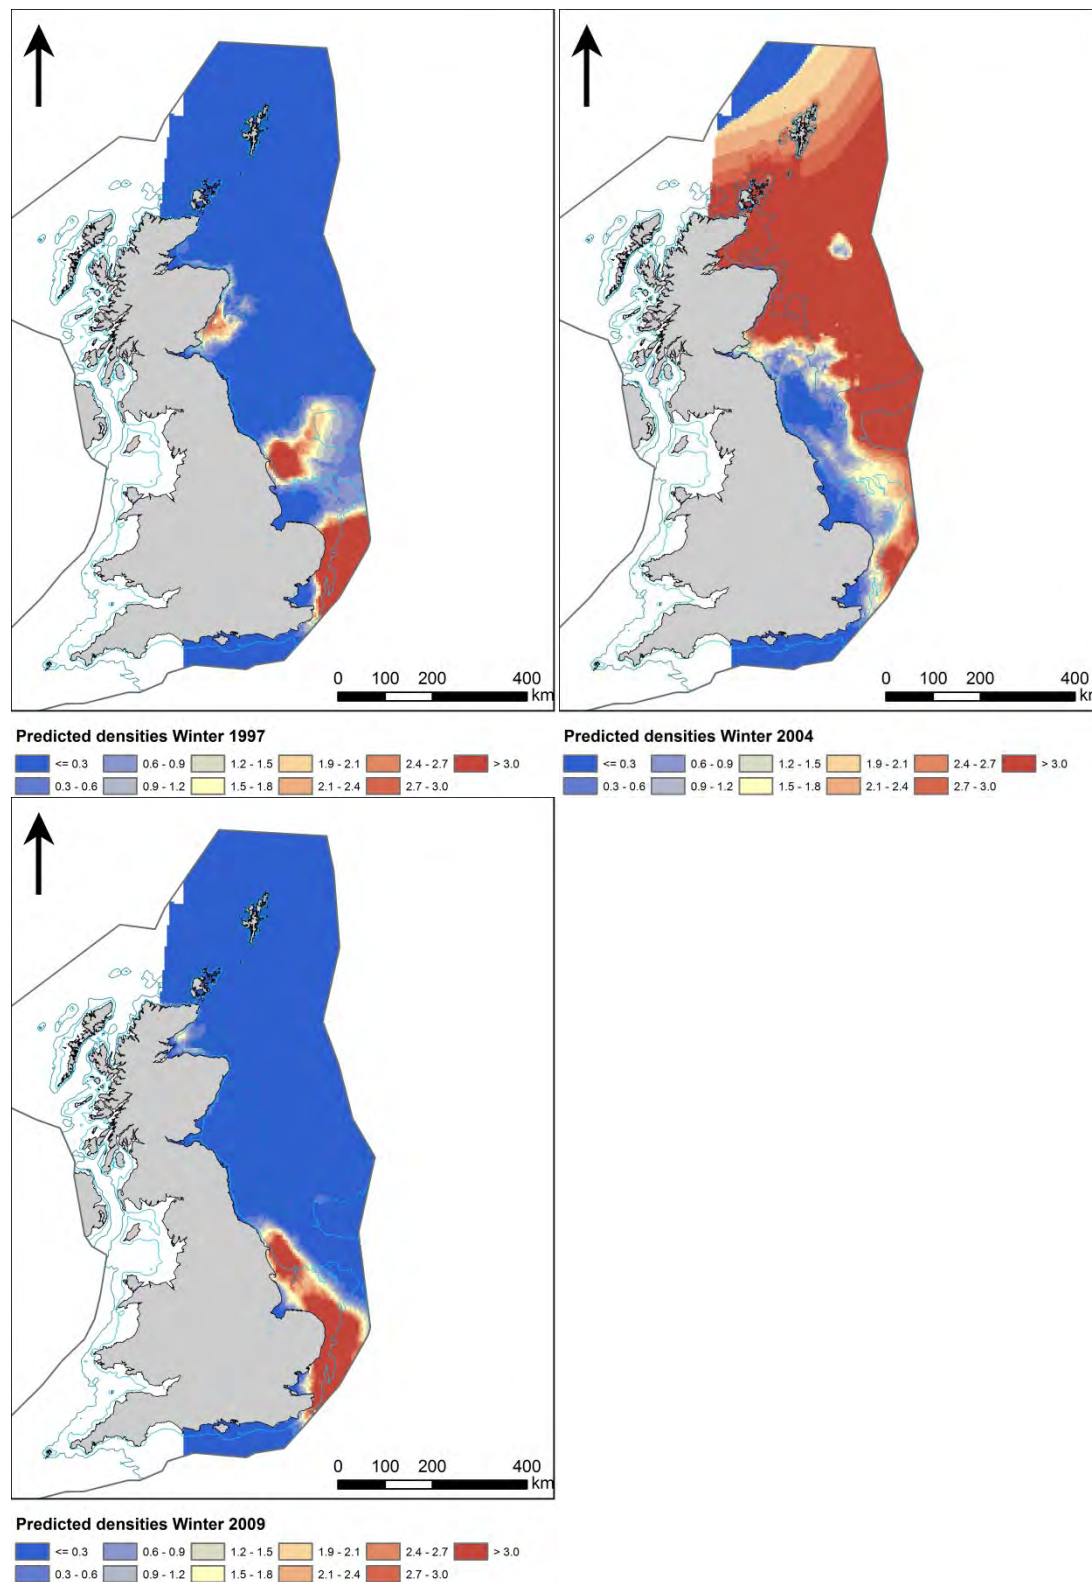 0 100 200 400
km
Predicted densities Winter 1997
<= 0.3 0.6 - 0.9 1.2 - 1.5 1.9 - 2.1 2.4 - 2.7 > 3.0
0.3 - 0.6 0.9 - 1.2 1.5 - 1.8 2.1 - 2.4 2.7 - 3.0
0 100 200 400
km
Predicted densities Winter 2004
<= 0.3 0.6 - 0.9 1.2 - 1.5 1.9 - 2.1 2.4 - 2.7 > 3.0
0.3 - 0.6 0.9 - 1.2 1.5 - 1.8 2.1 - 2.4 2.7 - 3.0
0 100 200 400
km
Predicted densities Winter 2009
<= 0.3 0.6 - 0.9 1.2 - 1.5 1.9 - 2.1 2.4 - 2.7 > 3.0
0.3 - 0.6 0.9 - 1.2 1.5 - 1.8 2.1 - 2.4 2.7 - 3.0